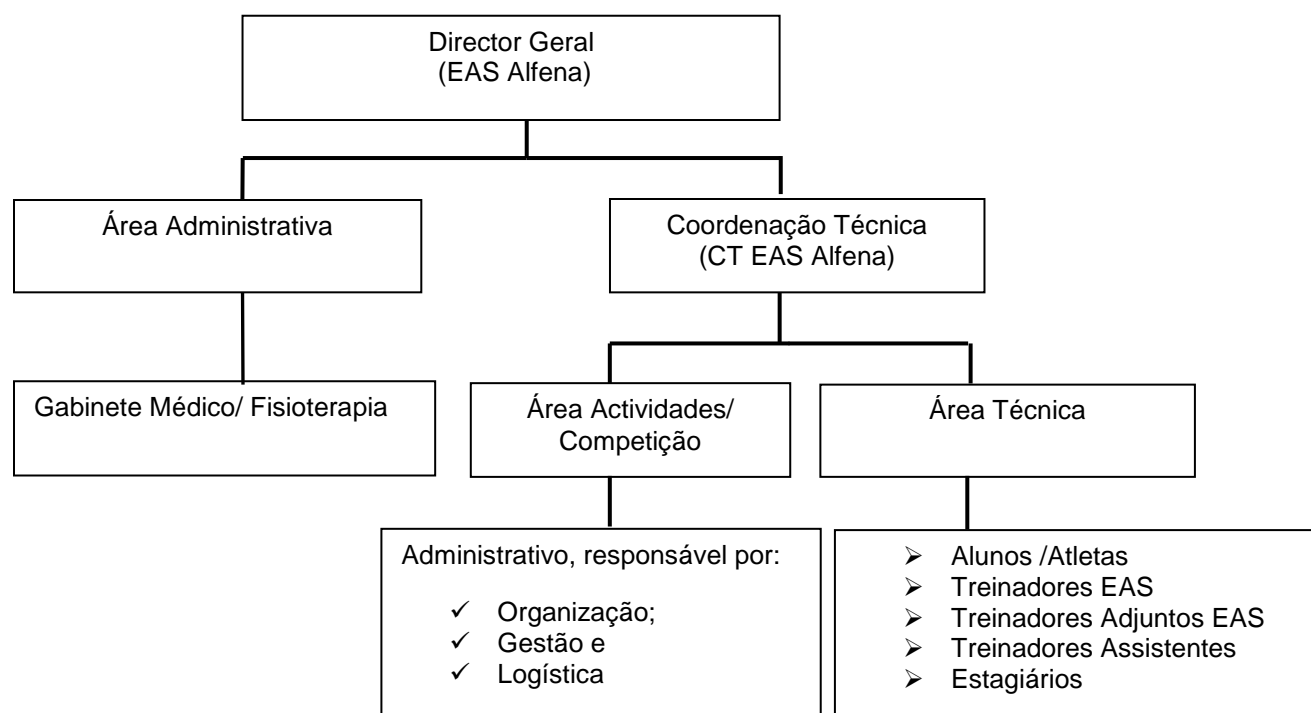 Director Geral
(EAS Alfena)
Área Administrativa
Coordenação Técnica
(CT EAS Alfena)
Gabinete Médico/ Fisioterapia
Área Actividades/
Competição
Área Técnica
Administrativo, responsável por:
✓ Organização;
✓ Gestão e
✓ Logística
➢ Alunos /Atletas
➢ Treinadores EAS
➢ Treinadores Adjuntos EAS
➢ Treinadores Assistentes
➢ Estagiários